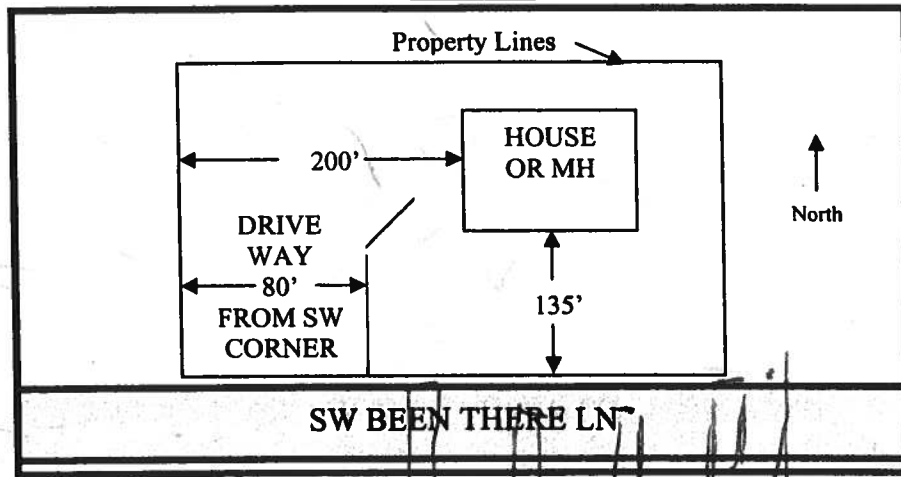 Property Lines
HOUSE
OR MH
200’
North
DRIVE
WAY
80’
FROM SW
CORNER
135’
SW BEEN THERE LN